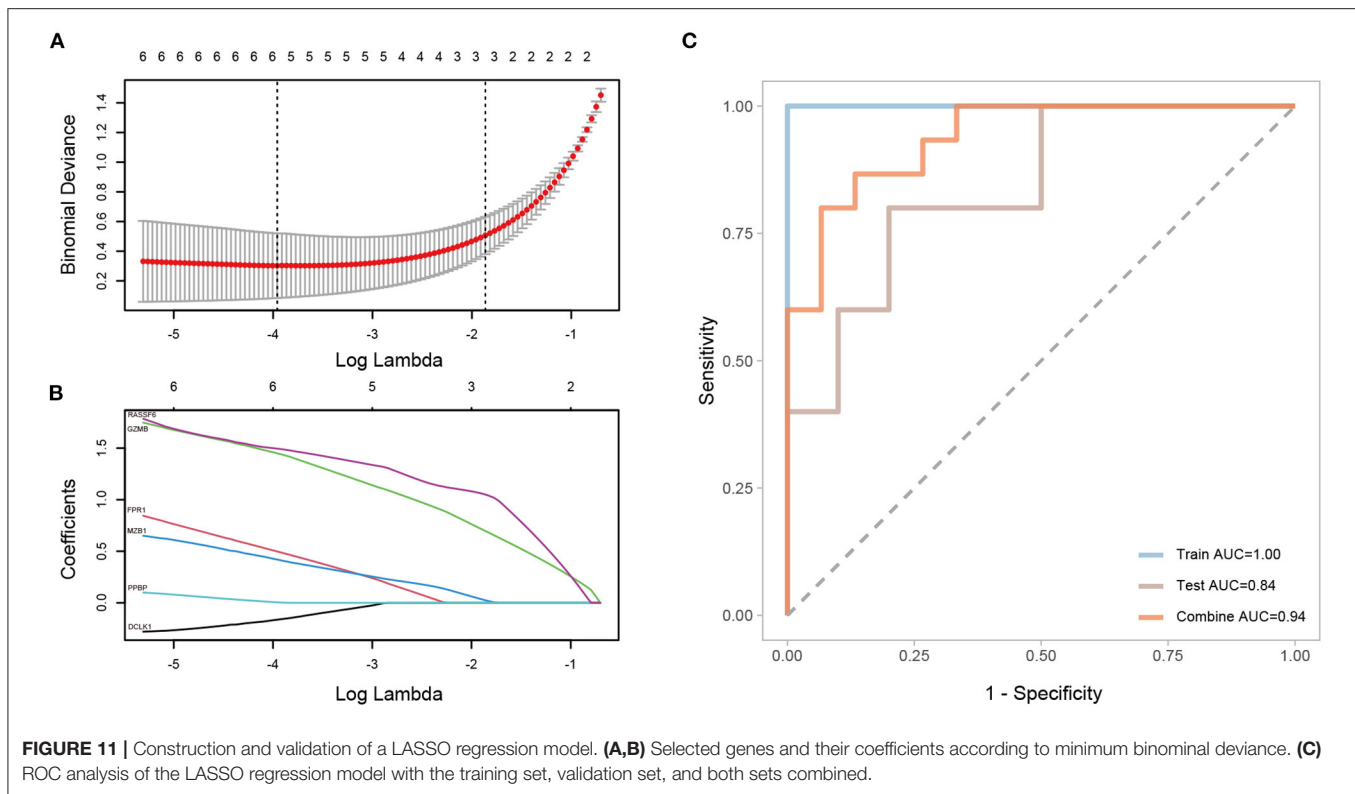 A
6 6 6 6 6 6 6 5 5 5 5 5 4 4 4 3 3 3 2 2 2 2 2
Binomial Deviance
1.4
1.2
1.0
0.8
0.6
0.4
0.2
-5 -4 -3 -2 -1
Log Lambda
B
6 6 5 3 2
Coefficients
1.5
1.0
0.5
0.0
RASSF6
GZMB
FPR1
MZB1
PPBP
DCLK1
-5 -4 -3 -2 -1
Log Lambda
C
Sensitivity
1.00
0.75
0.50
0.25
0.00
Train AUC=1.00
Test AUC=0.84
Combine AUC=0.94
0.00 0.25 0.50 0.75 1.00
1 - Specificity
FIGURE 11 | Construction and validation of a LASSO regression model. (A,B) Selected genes and their coefficients according to minimum binominal deviance. (C)
ROC analysis of the LASSO regression model with the training set, validation set, and both sets combined.